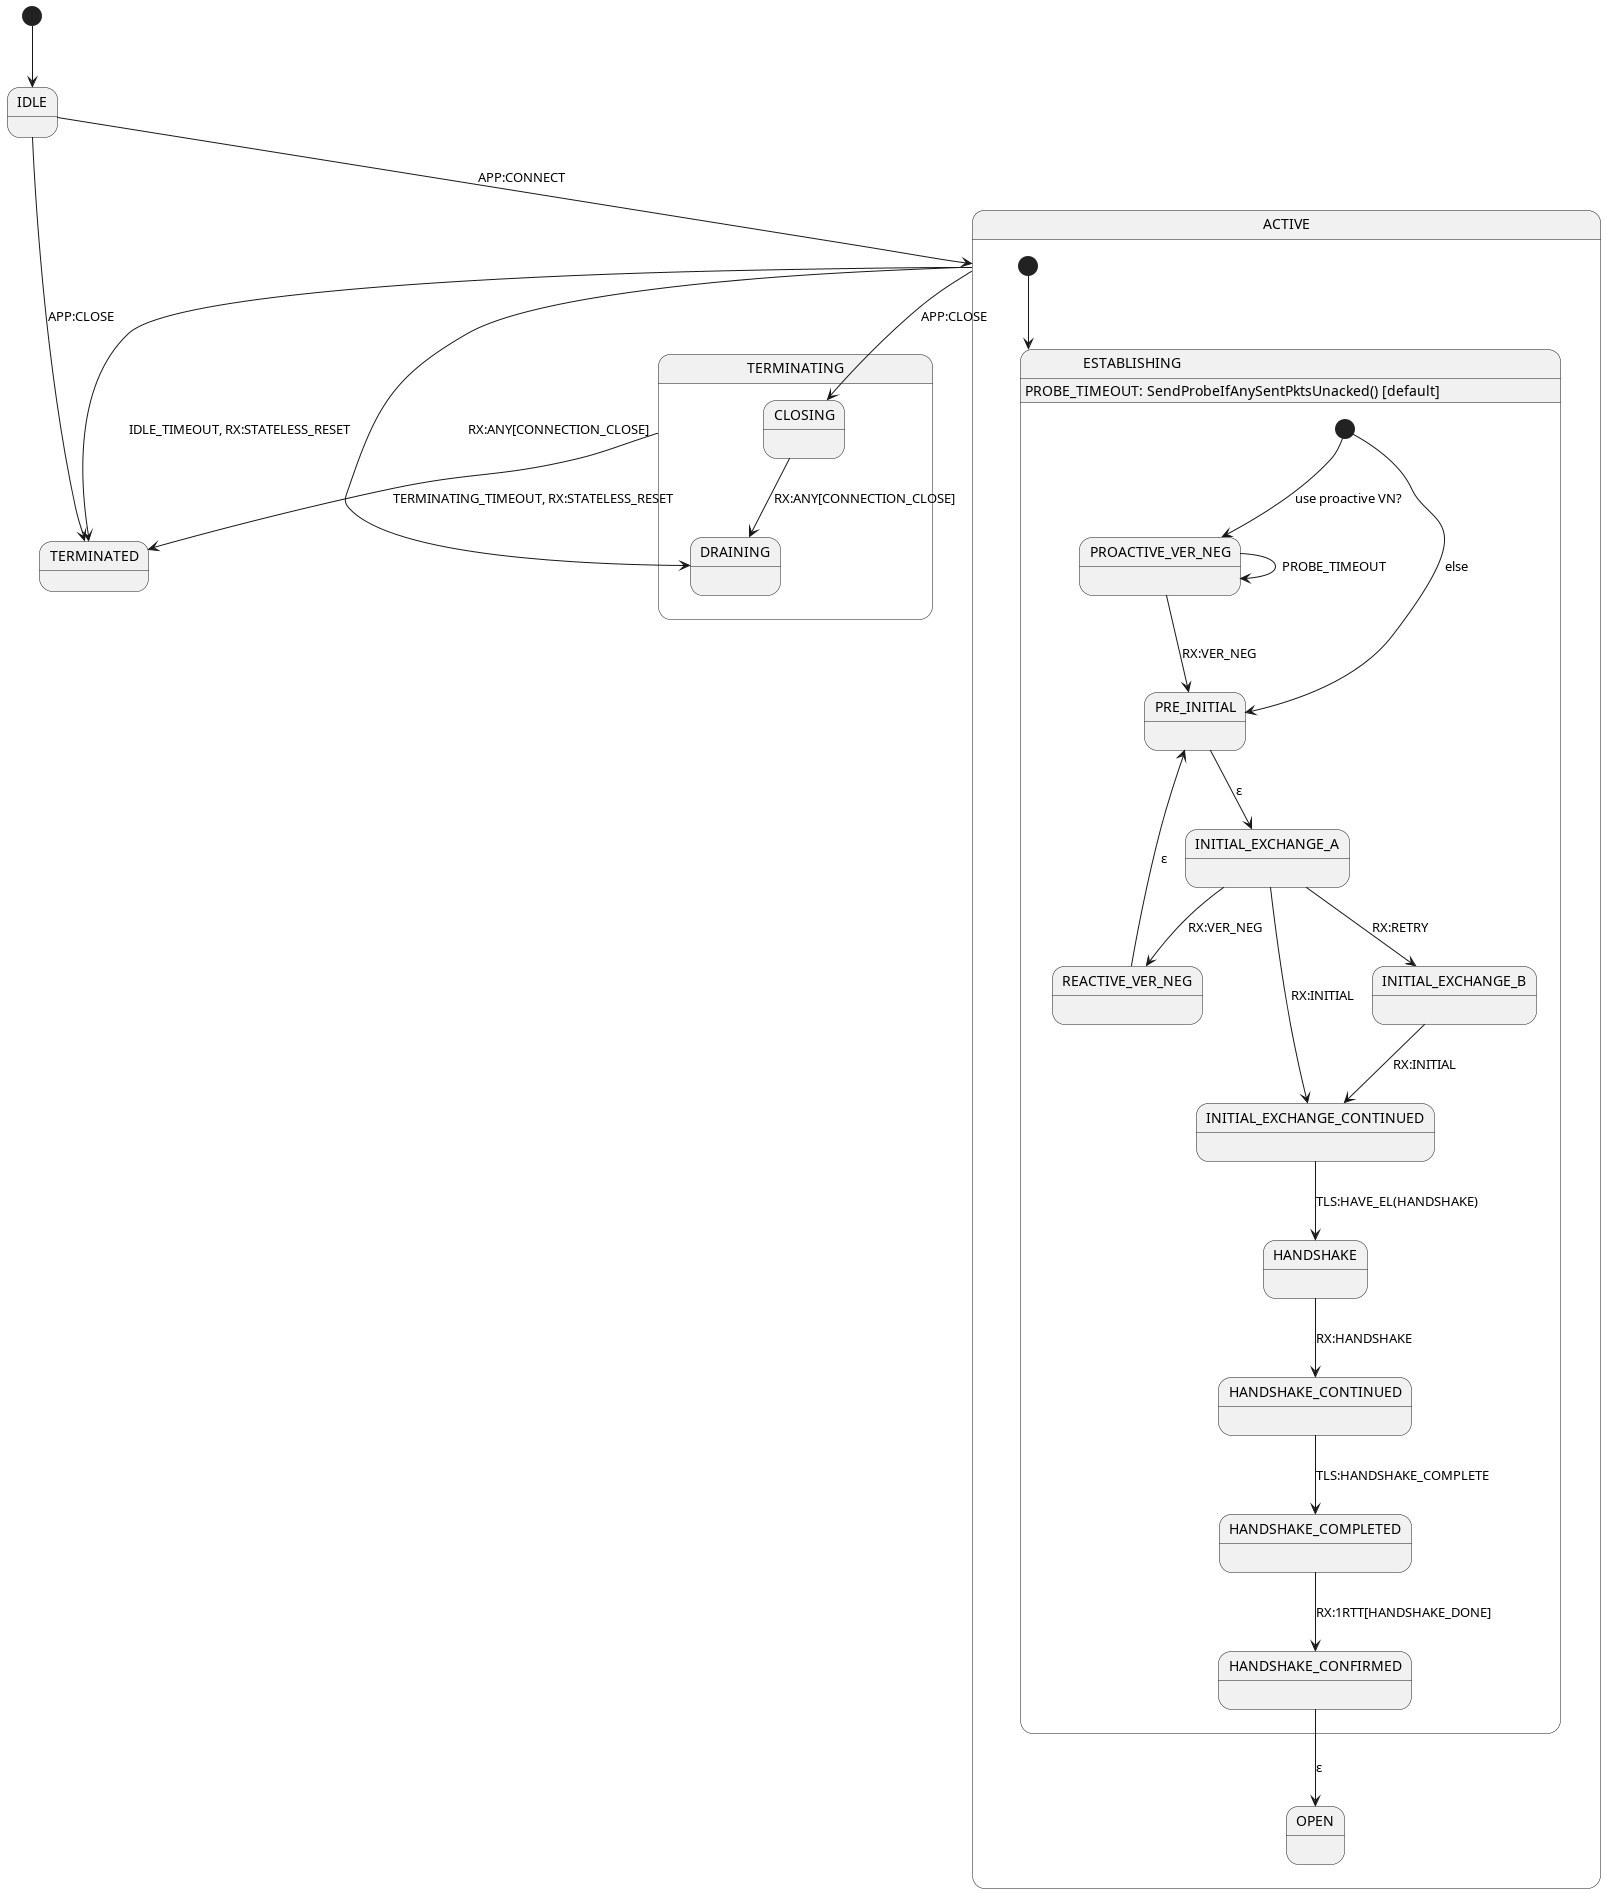 IDLE
APP:CONNECT
ACTIVE
APP:CLOSE
APP:CLOSE
ESTABLISHING
PROBE_TIMEOUT: SendProbeIfAnySentPktsUnacked() [default]
TERMINATING
CLOSING
IDLE_TIMEOUT, RX:STATELESS_RESET
RX:ANY[CONNECTION_CLOSE]
TERMINATING_TIMEOUT, RX:STATELESS_RESET
RX:ANY[CONNECTION_CLOSE]
use proactive VN?
TERMINATED
DRAINING
PROACTIVE_VER_NEG
PROBE_TIMEOUT
else
RX:VER_NEG
PRE_INITIAL
ε
INITIAL_EXCHANGE_A
ε
RX:VER_NEG
RX:RETRY
REACTIVE_VER_NEG
RX:INITIAL
INITIAL_EXCHANGE_B
RX:INITIAL
INITIAL_EXCHANGE_CONTINUED
TLS:HAVE_EL(HANDSHAKE)
HANDSHAKE
RX:HANDSHAKE
HANDSHAKE_CONTINUED
TLS:HANDSHAKE_COMPLETE
HANDSHAKE_COMPLETED
RX:1RTT[HANDSHAKE_DONE]
HANDSHAKE_CONFIRMED
ε
OPEN